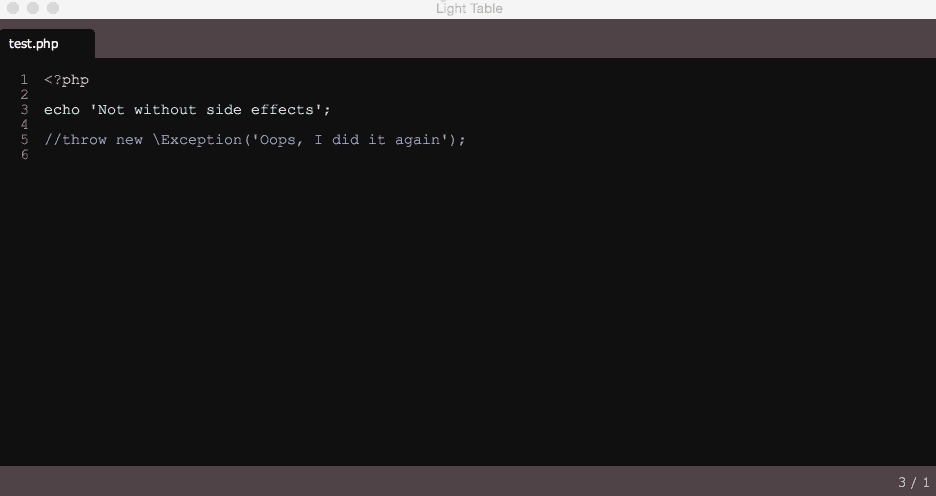 Light Table
test.php
1 <?php
2
3 echo 'Not without side effects';
4
5 //throw new \Exception('Oops, I did it again');
6
3 / 1